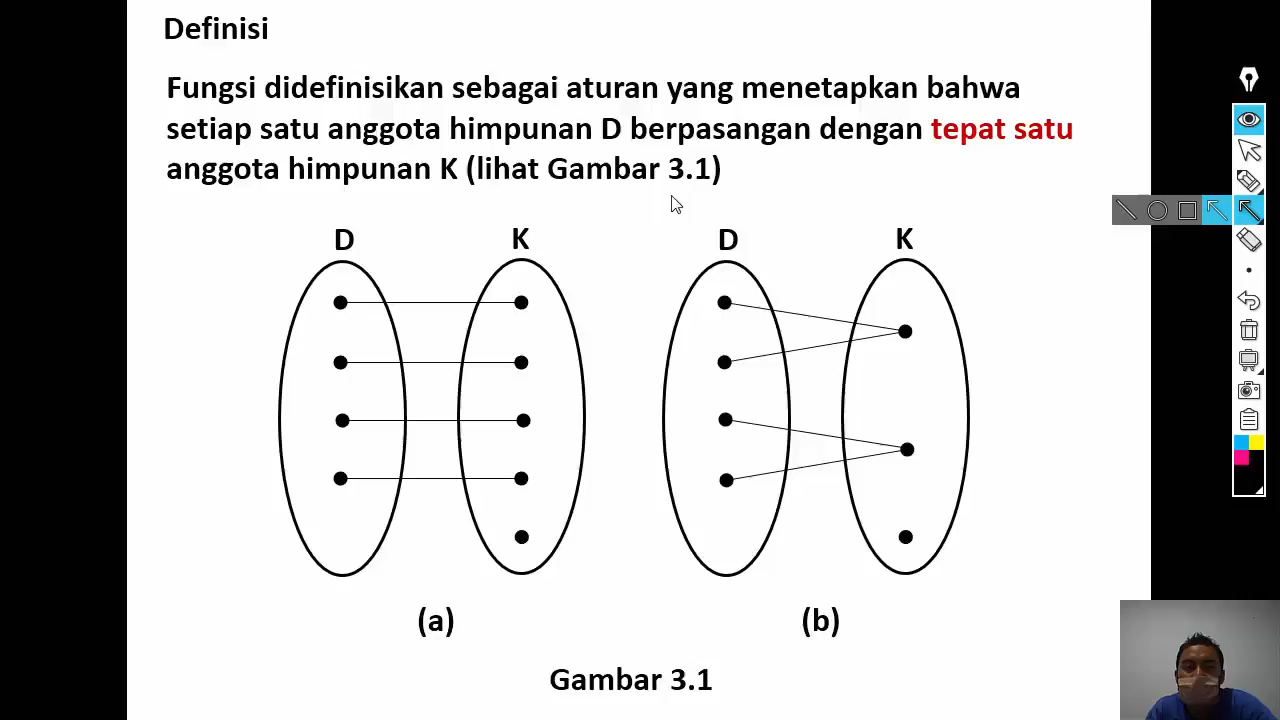 Definisi
Fungsi didefinisikan sebagai aturan yang menetapkan bahwa
setiap satu anggota himpunan D berpasangan dengan tepat satu
anggota himpunan K (lihat Gambar 3.1)
D K D K
(a) (b)
Gambar 3.1